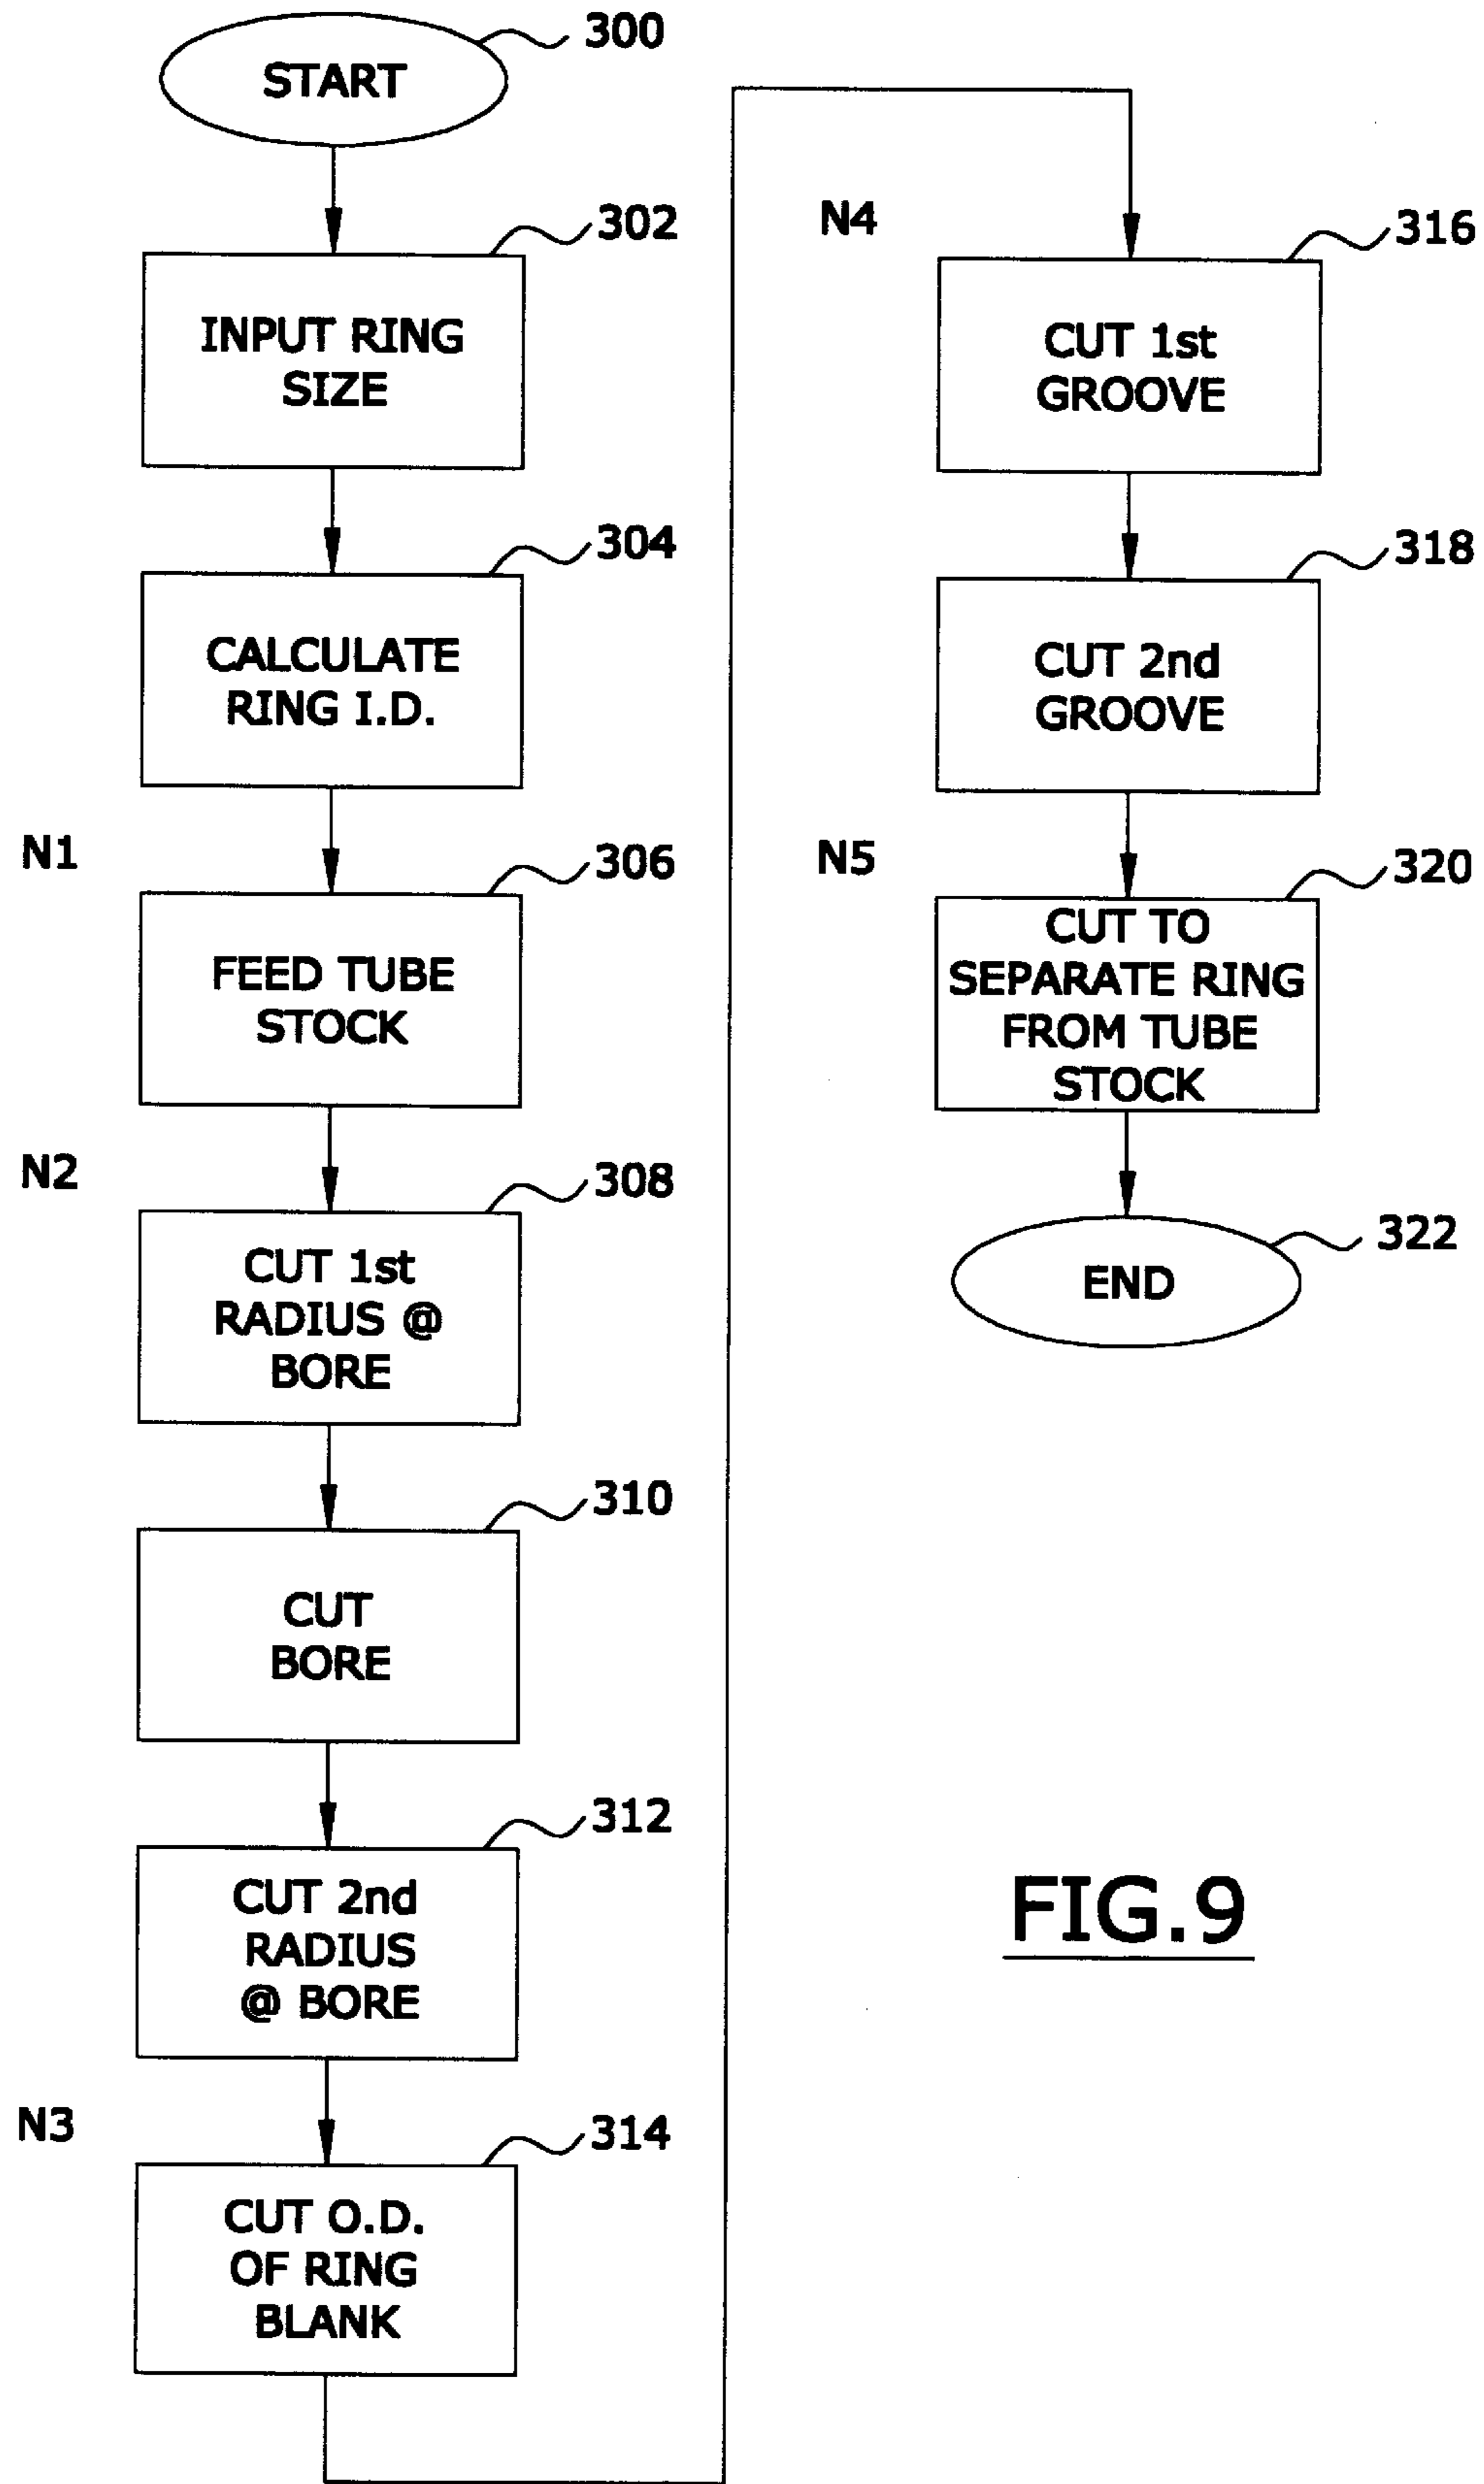 300
START
302
INPUT RING
SIZE
304
CALCULATE
RING I.D.
N1
306
FEED TUBE
STOCK
N2
308
CUT 1st
RADIUS @
BORE
310
CUT
BORE
312
CUT 2nd
RADIUS
@ BORE
N3
314
CUT O.D.
OF RING
BLANK
N4
316
CUT 1st
GROOVE
318
CUT 2nd
GROOVE
N5
320
CUT TO
SEPARATE RING
FROM TUBE
STOCK
322
END
FIG.9